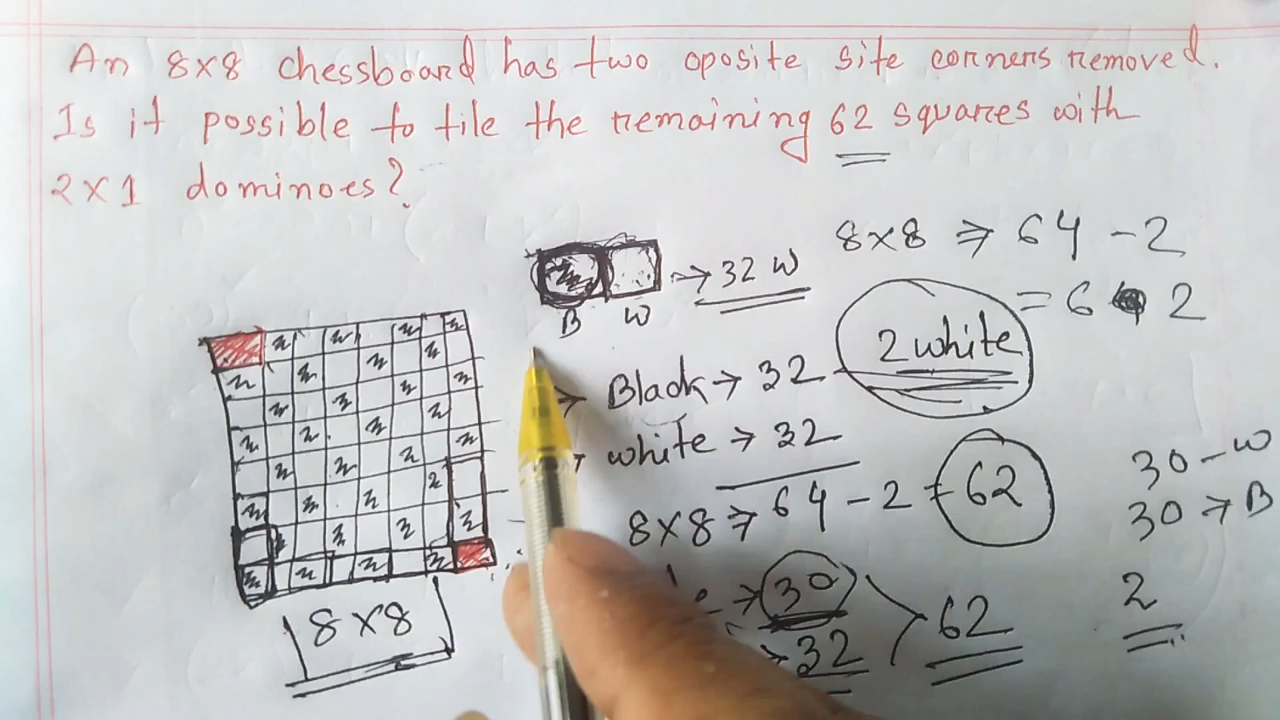 An 8x8 chessboard has two oposite site corners removed.
Is it possible to tile the remaining 62 squares with
2x1 dominoes?
8x8 ⇒ 64 - 2
= 6 2
B W → 32 W
Black → 32
2 white
white → 32
8x8 ⇒ 64 - 2 = 62
→ 30
→ 32
62
30 - W
30 → B
2
8x8